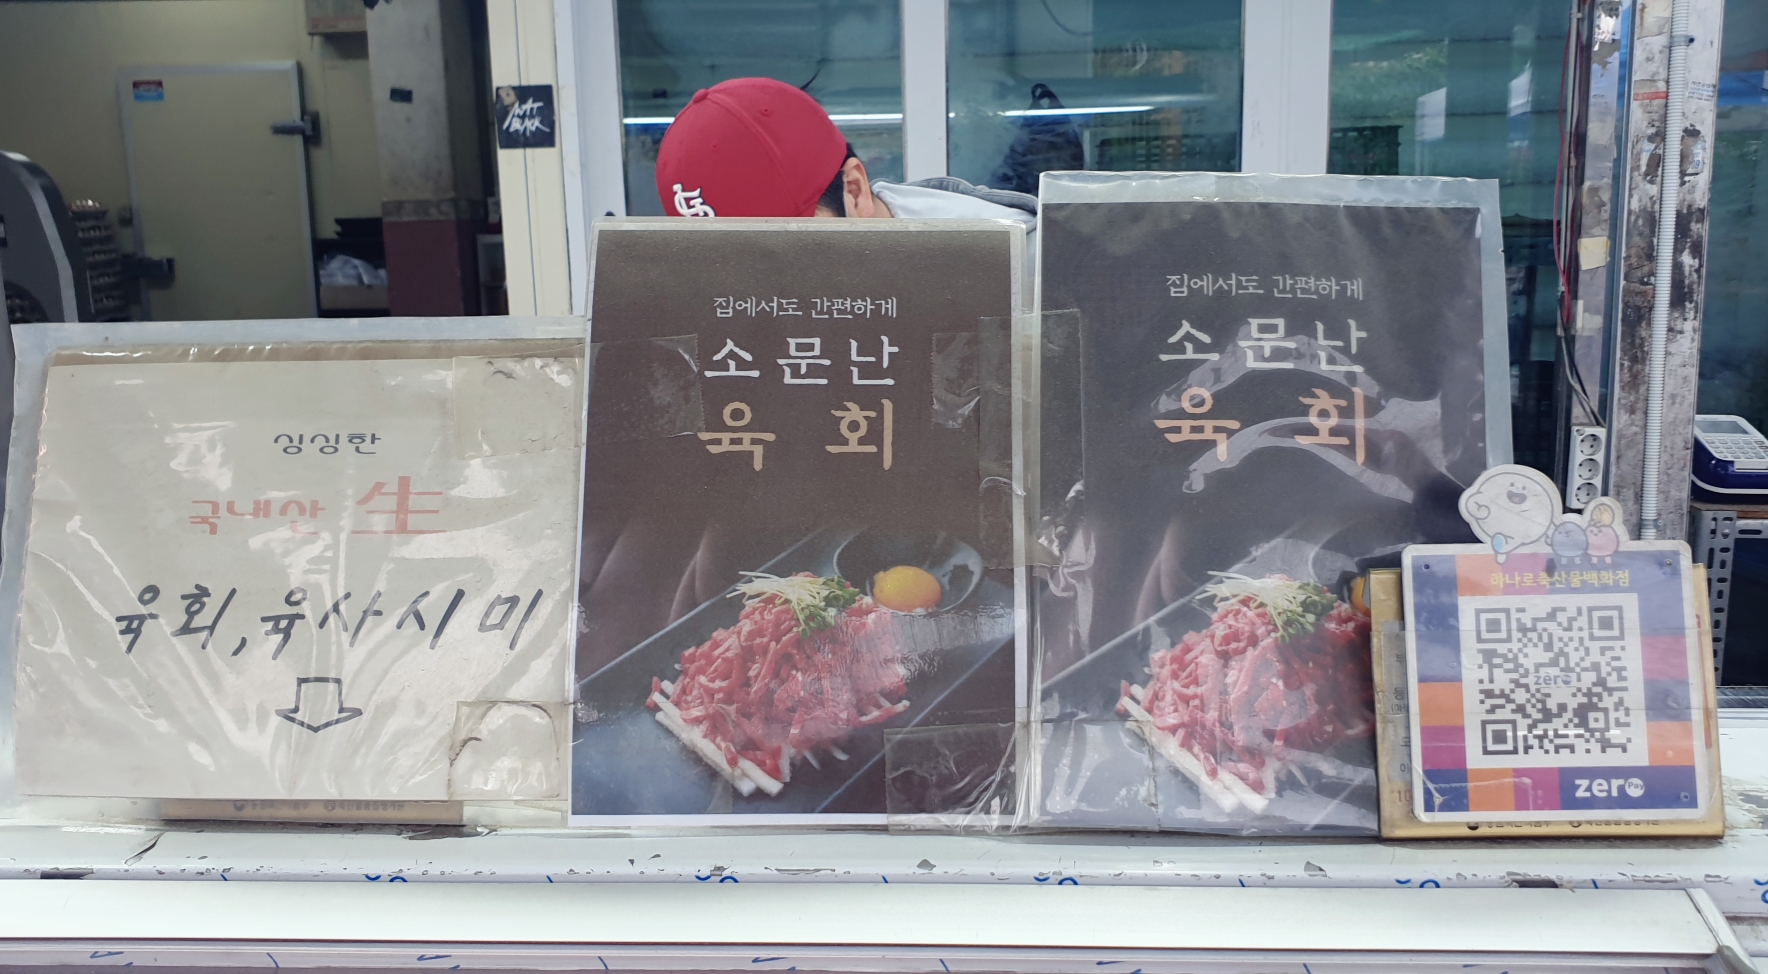 싱싱한
국내산 生
육회, 육사시미
집에서도 간편하게
소문난
육회
집에서도 간편하게
소문난
육회
하나로축산물백화점
zero
zero Pay
StL